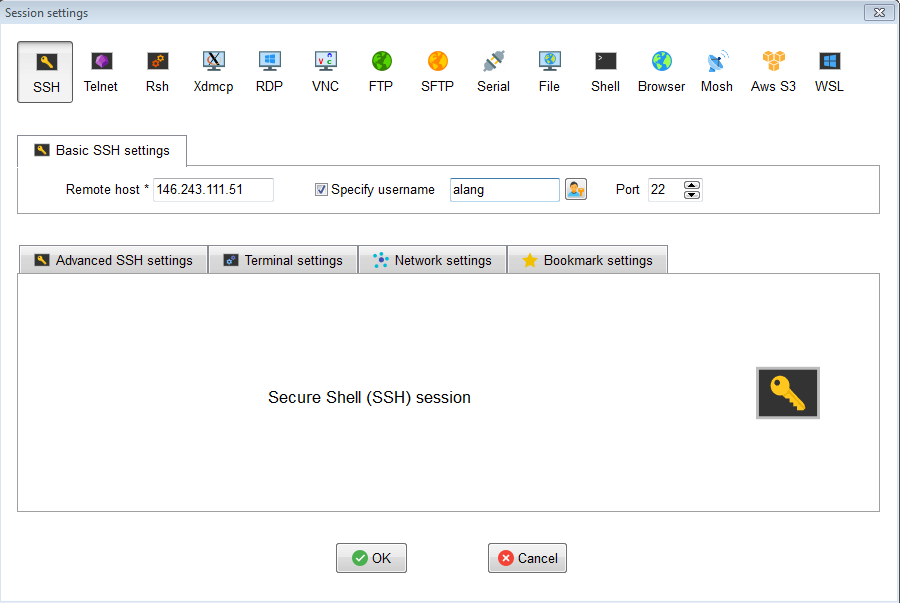 Session settings
SSH Telnet Rsh Xdmcp RDP VNC FTP SFTP Serial File Shell Browser Mosh Aws S3 WSL
Basic SSH settings
Remote host * 146.243.111.51 Specify username alang Port 22
Advanced SSH settings Terminal settings Network settings Bookmark settings
Secure Shell (SSH) session
OK Cancel